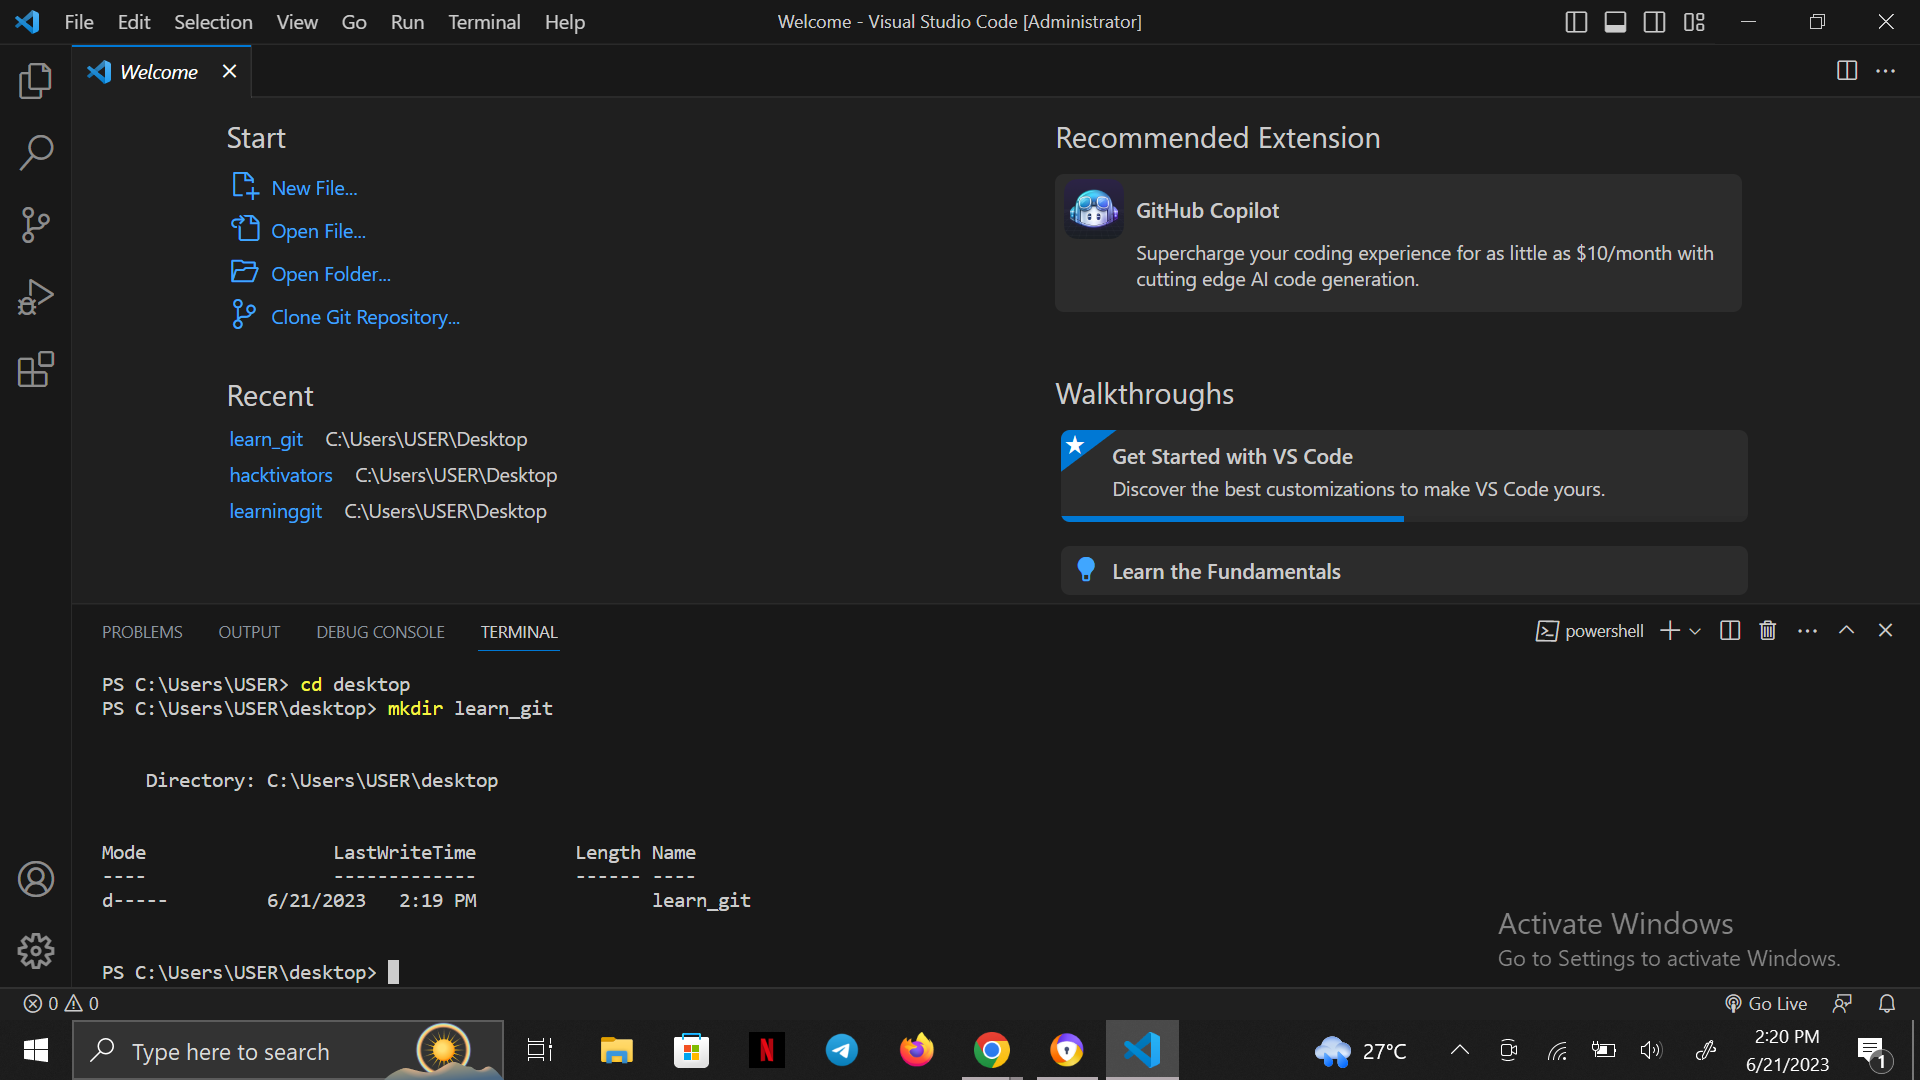 File Edit Selection View Go Run Terminal Help
Welcome - Visual Studio Code [Administrator]
Welcome
Start
New File...
Open File...
Open Folder...
Clone Git Repository...
Recent
learn_git C:\Users\USER\Desktop
hacktivators C:\Users\USER\Desktop
learninggit C:\Users\USER\Desktop
Recommended Extension
GitHub Copilot
Supercharge your coding experience for as little as $10/month with
cutting edge AI code generation.
Walkthroughs
Get Started with VS Code
Discover the best customizations to make VS Code yours.
Learn the Fundamentals
PROBLEMS OUTPUT DEBUG CONSOLE TERMINAL
powershell
PS C:\Users\USER> cd desktop
PS C:\Users\USER\desktop> mkdir learn_git
Directory: C:\Users\USER\desktop
Mode LastWriteTime Length Name
---- ------------- ------ ----
d----- 6/21/2023 2:19 PM learn_git
PS C:\Users\USER\desktop>
Activate Windows
Go to Settings to activate Windows.
0 0
Go Live
Type here to search
N
27°C
2:20 PM
6/21/2023
1